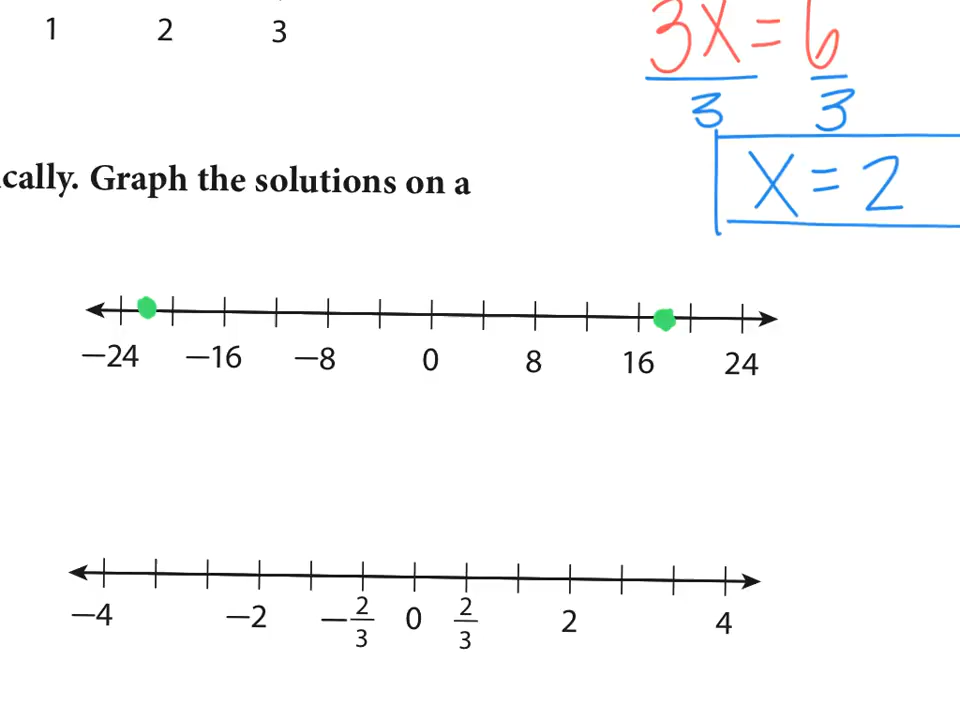 1 2 3
3X = 6
3 3
X = 2
ically. Graph the solutions on a
−24 −16 −8 0 8 16 24
−4 −2 −2/3 0 2/3 2 4